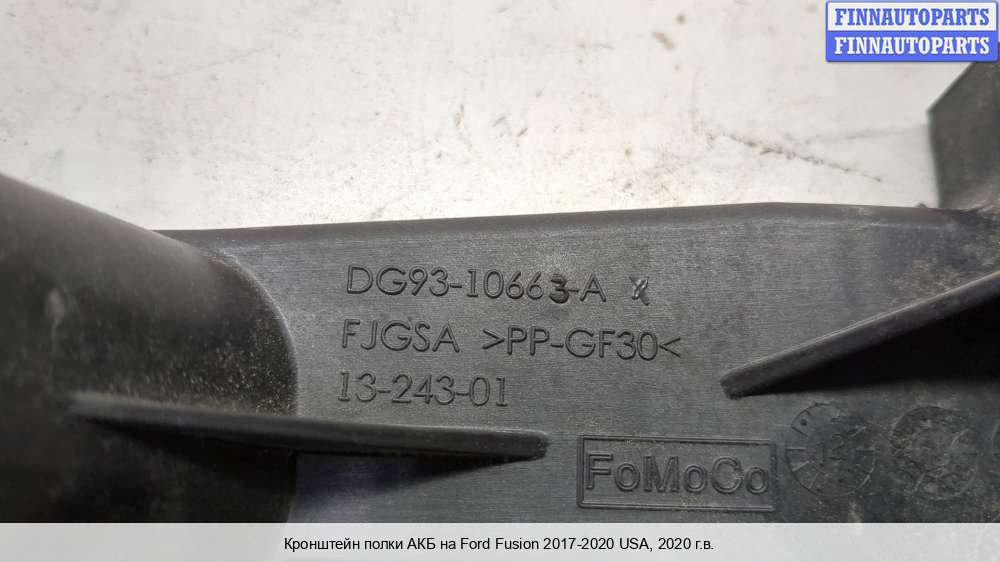 FINNAUTOPARTS
FINNAUTOPARTS
DG93-10663-A
FJGSA >PP-GF30<
13-243-01
FoMoCo
Кронштейн полки АКБ на Ford Fusion 2017-2020 USA, 2020 г.в.